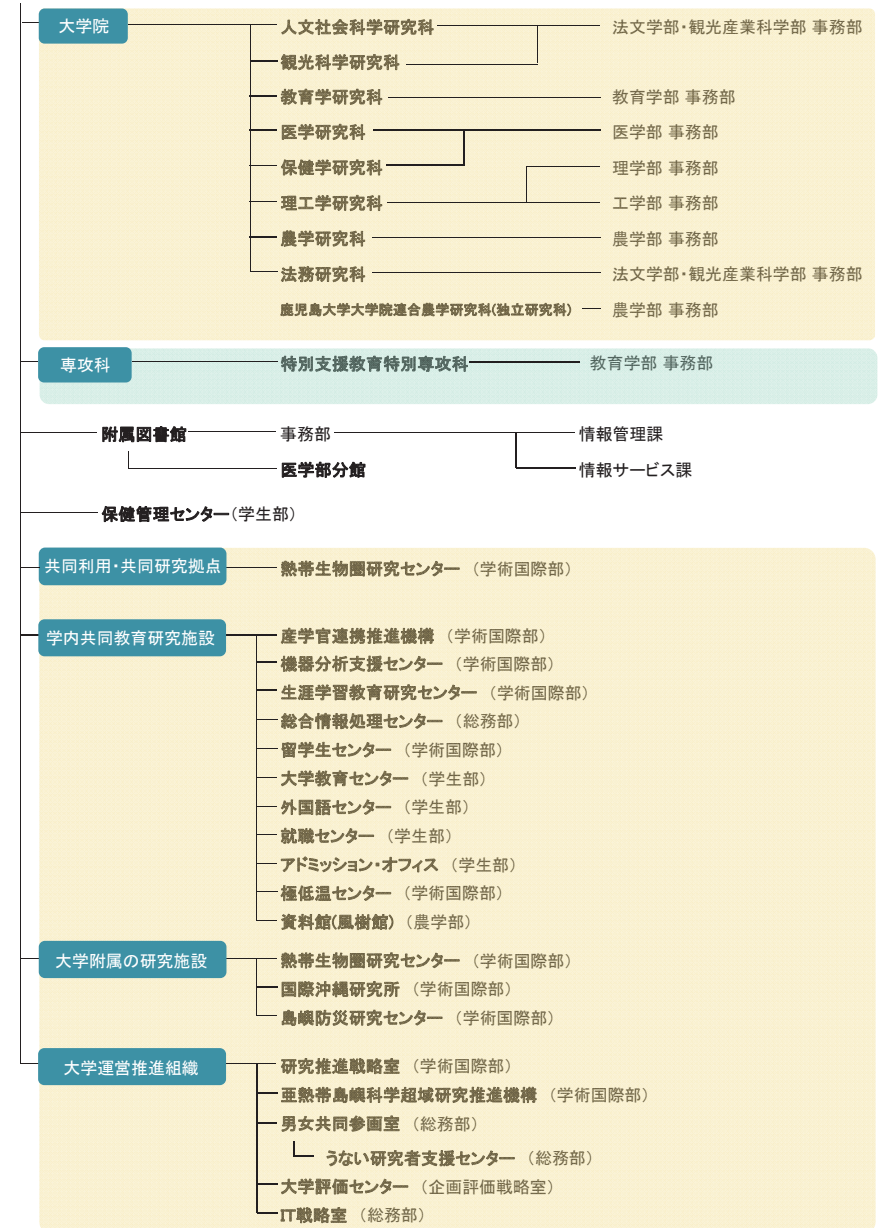 大学院 人文社会科学研究科 法文学部・観光産業科学部 事務部
観光科学研究科
教育学研究科 教育学部 事務部
医学研究科 医学部 事務部
保健学研究科 理学部 事務部
理工学研究科 工学部 事務部
農学研究科 農学部 事務部
法務研究科 法文学部・観光産業科学部 事務部
鹿児島大学大学院連合農学研究科(独立研究科) 農学部 事務部
専攻科 特別支援教育特別専攻科 教育学部 事務部
附属図書館 事務部 情報管理課
医学部分館 情報サービス課
保健管理センター(学生部)
共同利用・共同研究拠点 熱帯生物圏研究センター (学術国際部)
学内共同教育研究施設 産学官連携推進機構 (学術国際部)
機器分析支援センター (学術国際部)
生涯学習教育研究センター (学術国際部)
総合情報処理センター (総務部)
留学生センター (学術国際部)
大学教育センター (学生部)
外国語センター (学生部)
就職センター (学生部)
アドミッション・オフィス (学生部)
極低温センター (学術国際部)
資料館(風樹館) (農学部)
大学附属の研究施設 熱帯生物圏研究センター (学術国際部)
国際沖縄研究所 (学術国際部)
島嶼防災研究センター (学術国際部)
大学運営推進組織 研究推進戦略室 (学術国際部)
亜熱帯島嶼科学超域研究推進機構 (学術国際部)
男女共同参画室 (総務部)
うない研究者支援センター (総務部)
大学評価センター (企画評価戦略室)
IT戦略室 (総務部)